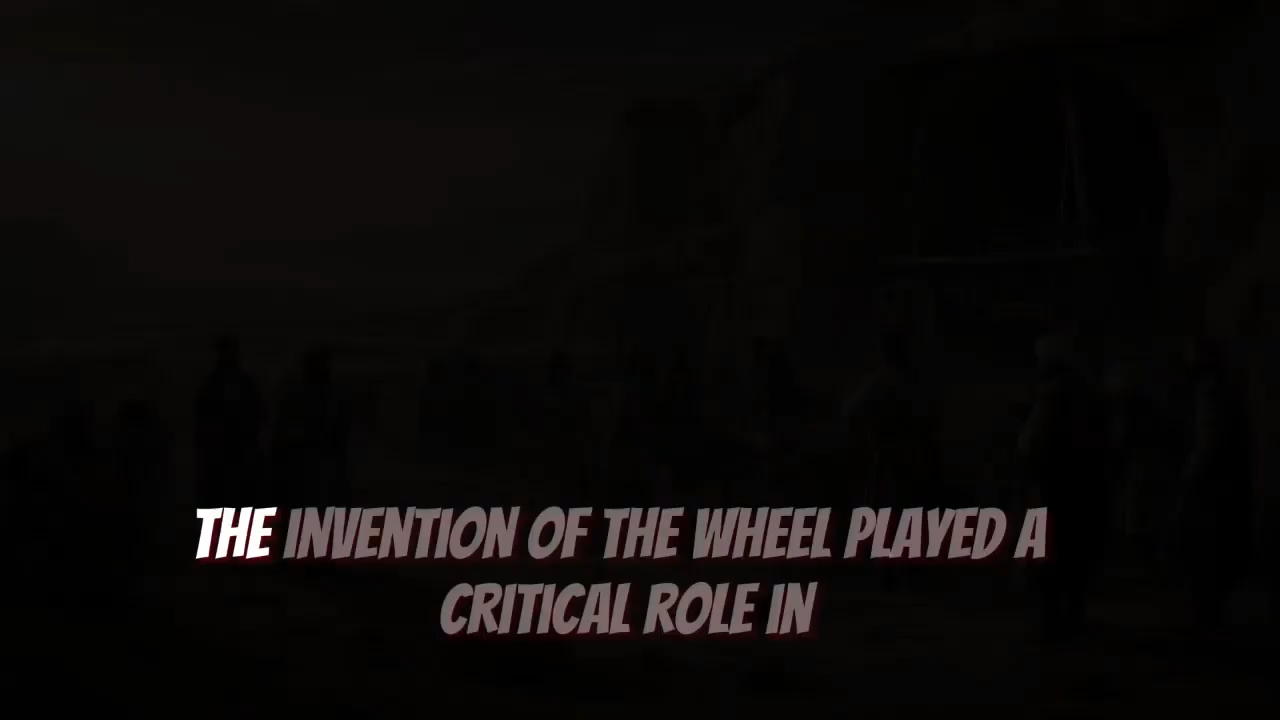 THE INVENTION OF THE WHEEL PLAYED A
CRITICAL ROLE IN